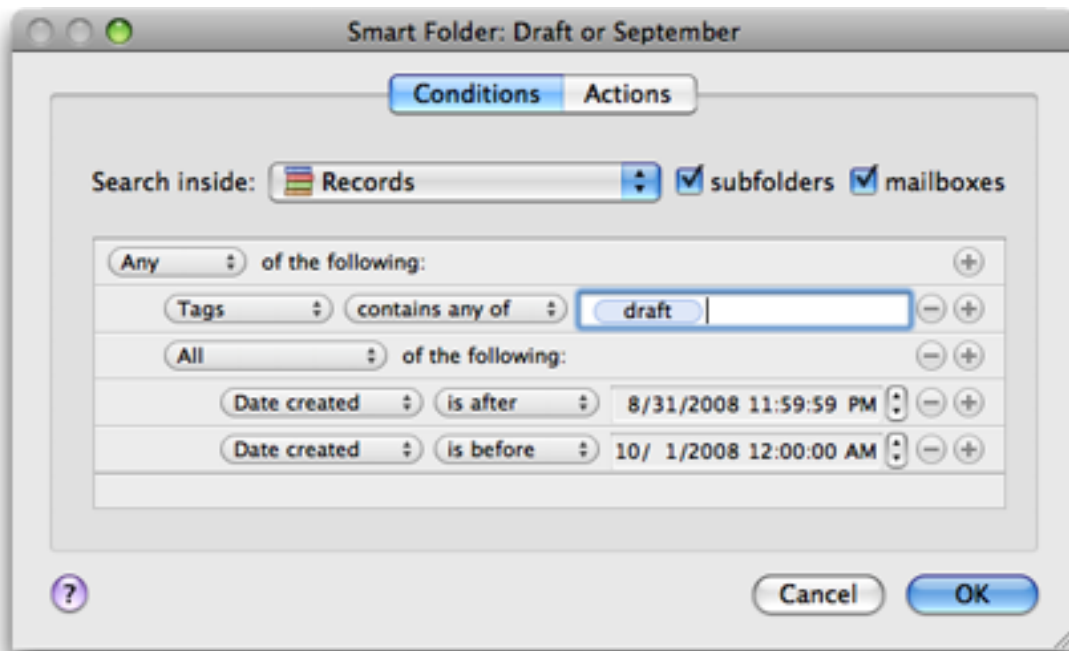 Smart Folder: Draft or September
Conditions Actions
Search inside: Records subfolders mailboxes
Any of the following:
Tags contains any of draft
All of the following:
Date created is after 8/31/2008 11:59:59 PM
Date created is before 10/ 1/2008 12:00:00 AM
? Cancel OK